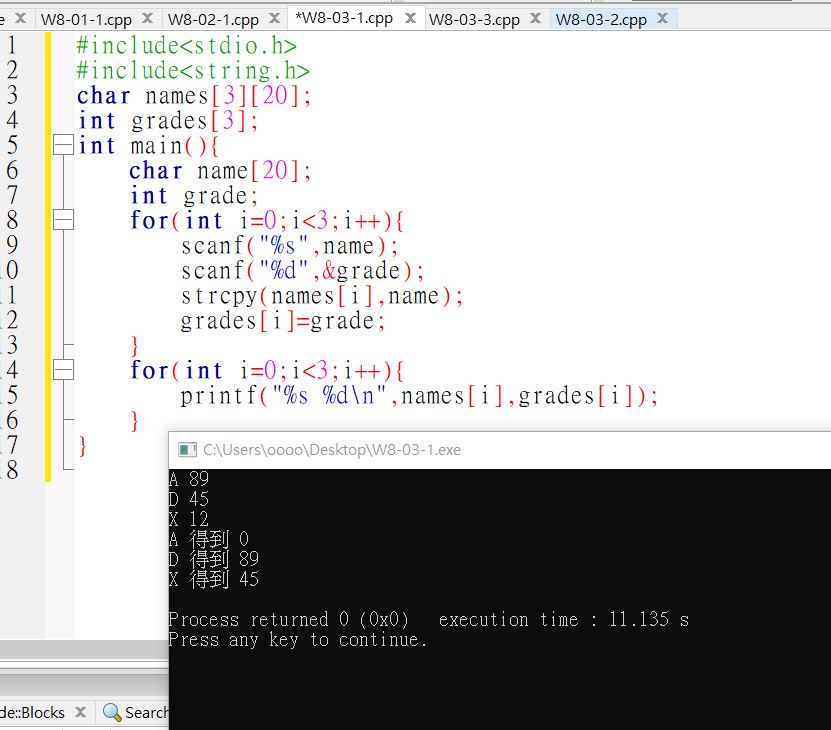 e X W8-01-1.cpp X W8-02-1.cpp X *W8-03-1.cpp X W8-03-3.cpp X W8-03-2.cpp X
1 #include<stdio.h>
2 #include<string.h>
3 char names[3][20];
4 int grades[3];
5 int main(){
6 char name[20];
7 int grade;
8 for(int i=0;i<3;i++){
9 scanf("%s",name);
10 scanf("%d",&grade);
11 strcpy(names[i],name);
12 grades[i]=grade;
13 }
14 for(int i=0;i<3;i++){
15 printf("%s %d\n",names[i],grades[i]);
16 }
17 }
18
C:\Users\oooo\Desktop\W8-03-1.exe
A 89
D 45
X 12
A 得到 0
D 得到 89
X 得到 45
Process returned 0 (0x0) execution time : 11.135 s
Press any key to continue.
de::Blocks X Search